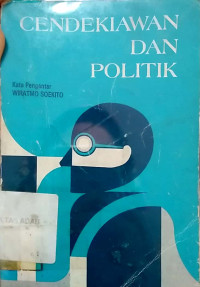 CENDEKIAWAN
DAN
POLITIK
Kata Pengantar
WIRATMO SOEKITO